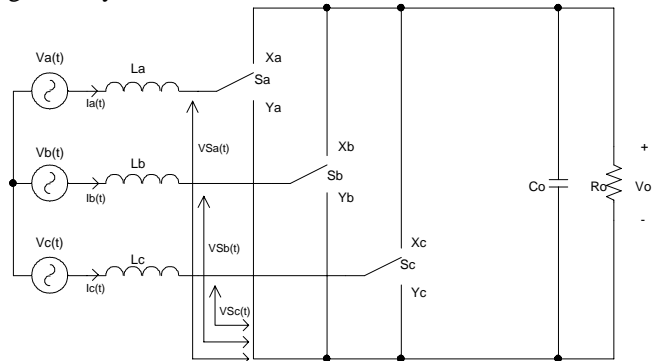 Va(t)
La
Ia(t)
Xa
Sa
Ya
VSa(t)
Vb(t)
Lb
Ib(t)
Xb
Sb
Yb
VSb(t)
Vc(t)
Lc
Ic(t)
Xc
Sc
Yc
VSc(t)
Co
Ro
+
Vo
-